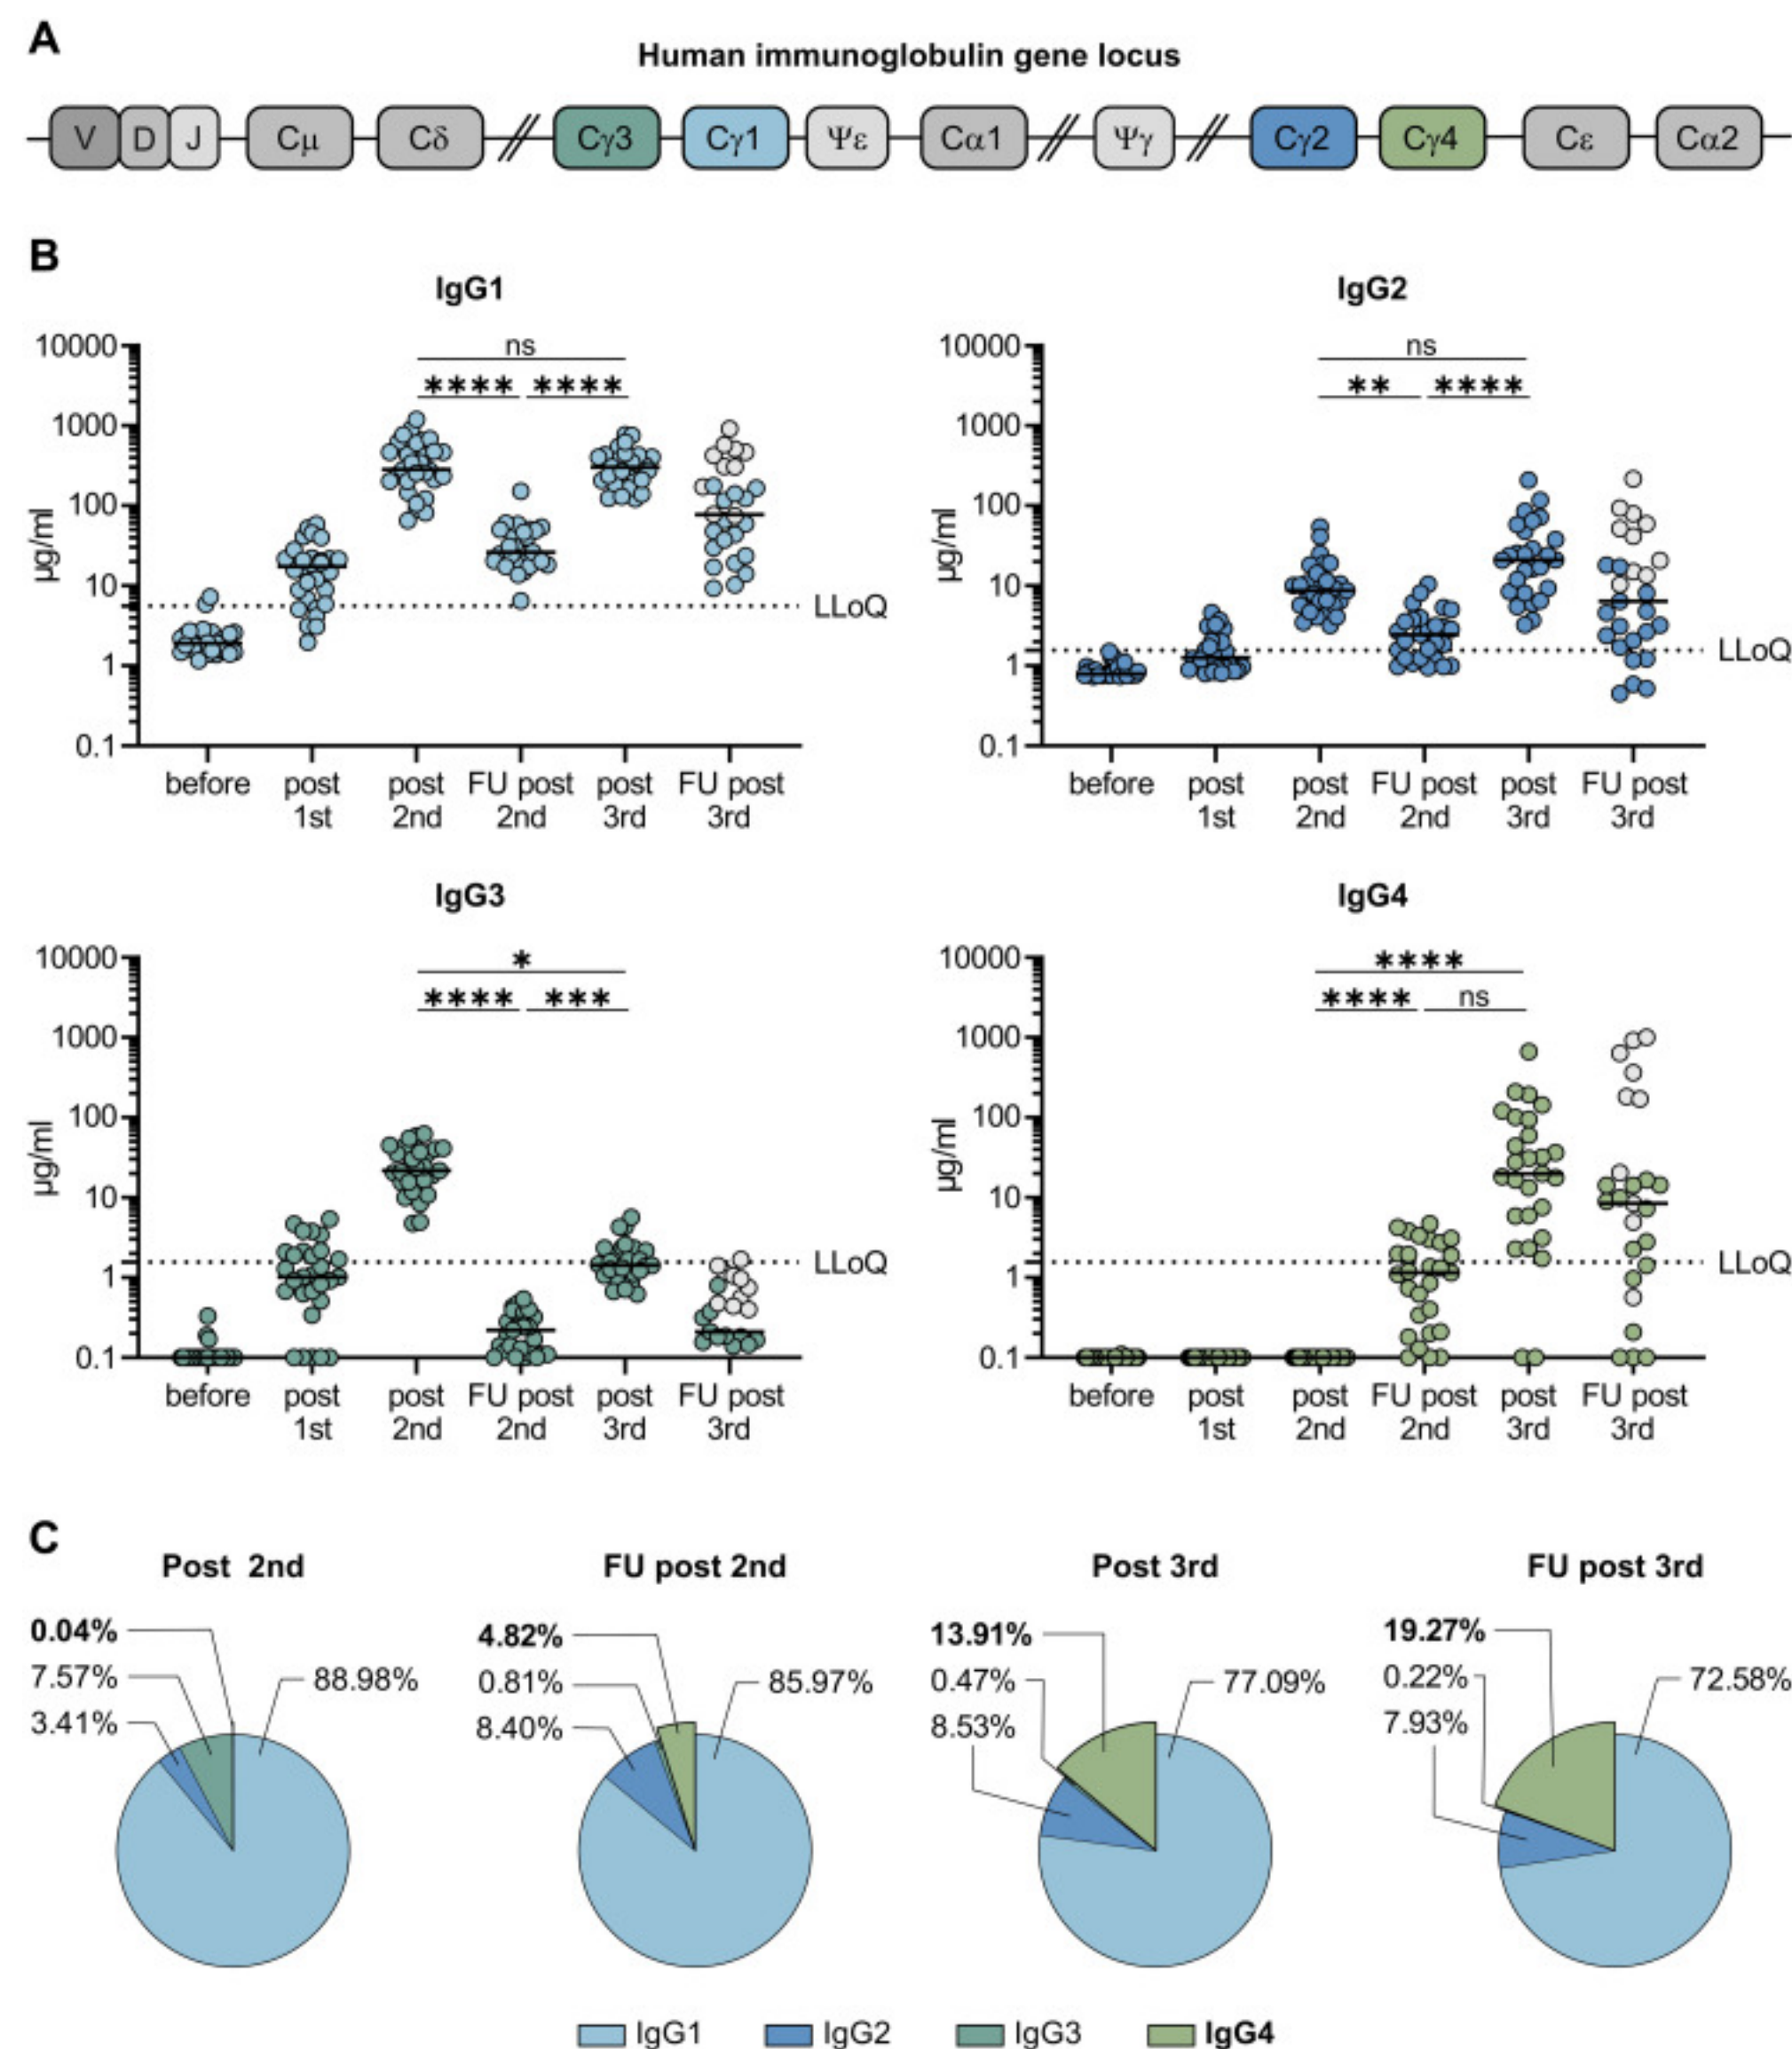 A
Human immunoglobulin gene locus
V D J Cμ Cδ Cγ3 Cγ1 Ψε Cα1 Ψγ Cγ2 Cγ4 Cε Cα2
B
IgG1
10000
1000
100
10
1
0.1
µg/ml
ns
**** ****
LLoQ
before post 1st post 2nd FU post 2nd post 3rd FU post 3rd
IgG2
10000
1000
100
10
1
0.1
µg/ml
ns
** ****
LLoQ
before post 1st post 2nd FU post 2nd post 3rd FU post 3rd
IgG3
10000
1000
100
10
1
0.1
µg/ml
*
**** ***
LLoQ
before post 1st post 2nd FU post 2nd post 3rd FU post 3rd
IgG4
10000
1000
100
10
1
0.1
µg/ml
****
**** ns
LLoQ
before post 1st post 2nd FU post 2nd post 3rd FU post 3rd
C
Post 2nd
0.04%
7.57%
3.41%
88.98%
FU post 2nd
4.82%
0.81%
8.40%
85.97%
Post 3rd
13.91%
0.47%
8.53%
77.09%
FU post 3rd
19.27%
0.22%
7.93%
72.58%
IgG1 IgG2 IgG3 IgG4